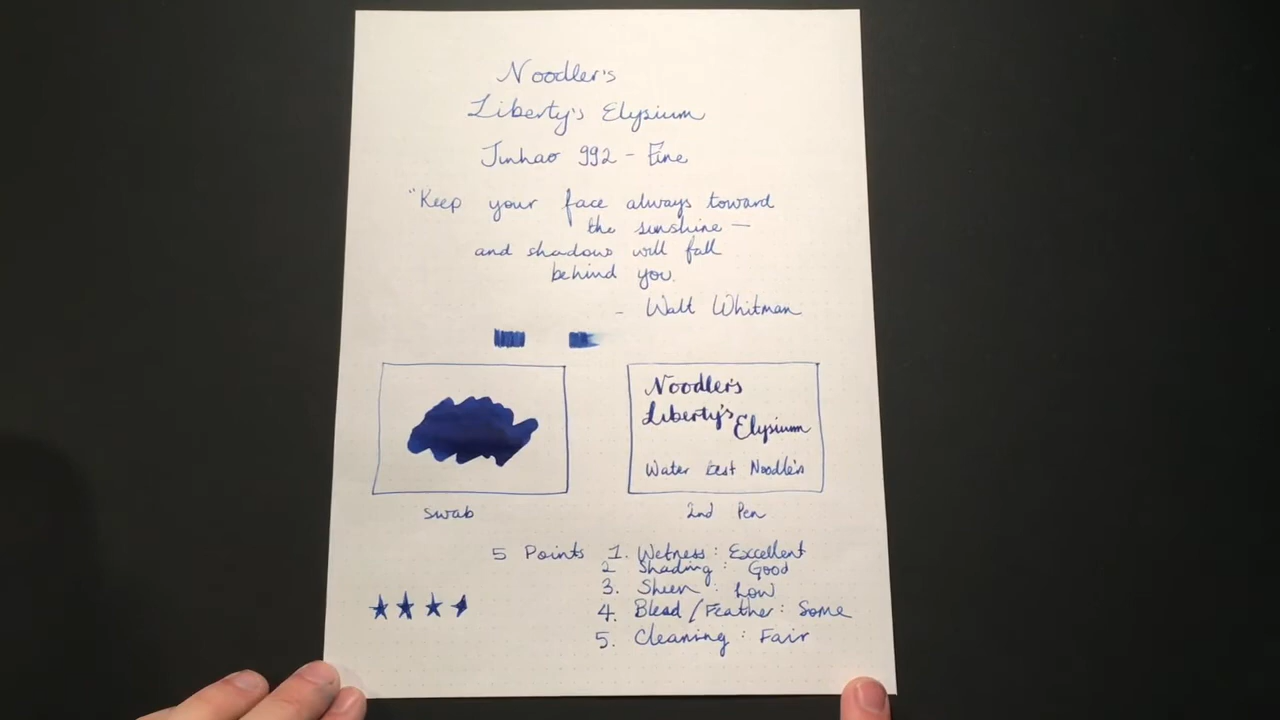 Noodler's
Liberty's Elysium
Jinhao 992 - Fine
"Keep your face always toward
the sunshine —
and shadows will fall
behind you.
- Walt Whitman
Noodler's
Liberty's Elysium
Water test Noodler's
swab
2nd Pen
5 Points 1. Wetness: Excellent
2 Shading: Good
3. Sheen: Low
4. Bleed/Feather: Some
5. Cleaning: Fair